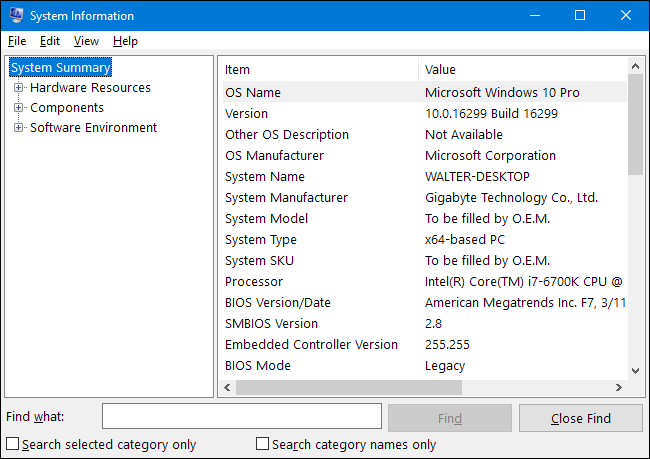 System Information
File Edit View Help
System Summary
Hardware Resources
Components
Software Environment
Item Value
OS Name Microsoft Windows 10 Pro
Version 10.0.16299 Build 16299
Other OS Description Not Available
OS Manufacturer Microsoft Corporation
System Name WALTER-DESKTOP
System Manufacturer Gigabyte Technology Co., Ltd.
System Model To be filled by O.E.M.
System Type x64-based PC
System SKU To be filled by O.E.M.
Processor Intel(R) Core(TM) i7-6700K CPU @
BIOS Version/Date American Megatrends Inc. F7, 3/11
SMBIOS Version 2.8
Embedded Controller Version 255.255
BIOS Mode Legacy
Find what: Find Close Find
Search selected category only Search category names only